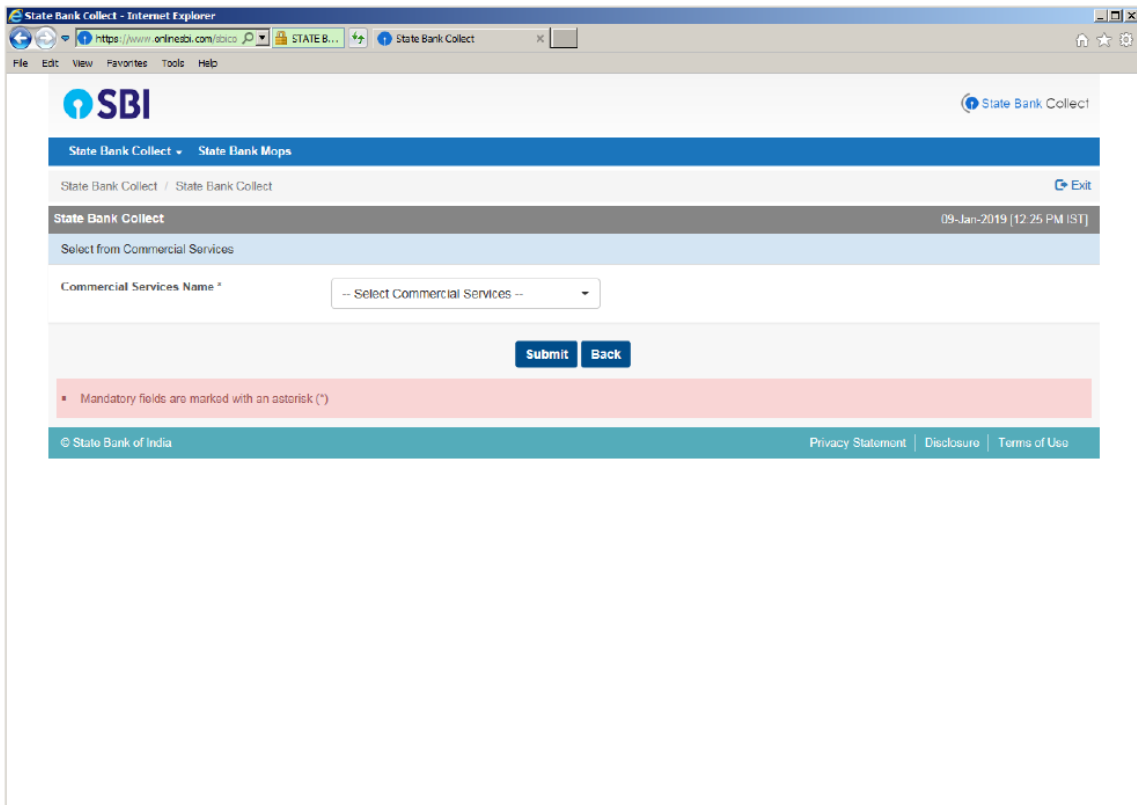 State Bank Collect - Internet Explorer
https://www.onlinesbi.com/sbico STATE B... State Bank Collect
File Edit View Favorites Tools Help
SBI
State Bank Collect
State Bank Collect State Bank Mops
State Bank Collect / State Bank Collect
Exit
State Bank Collect
09-Jan-2019 [12:25 PM IST]
Select from Commercial Services
Commercial Services Name *
-- Select Commercial Services --
Submit Back
Mandatory fields are marked with an asterisk (*)
© State Bank of India
Privacy Statement | Disclosure | Terms of Use